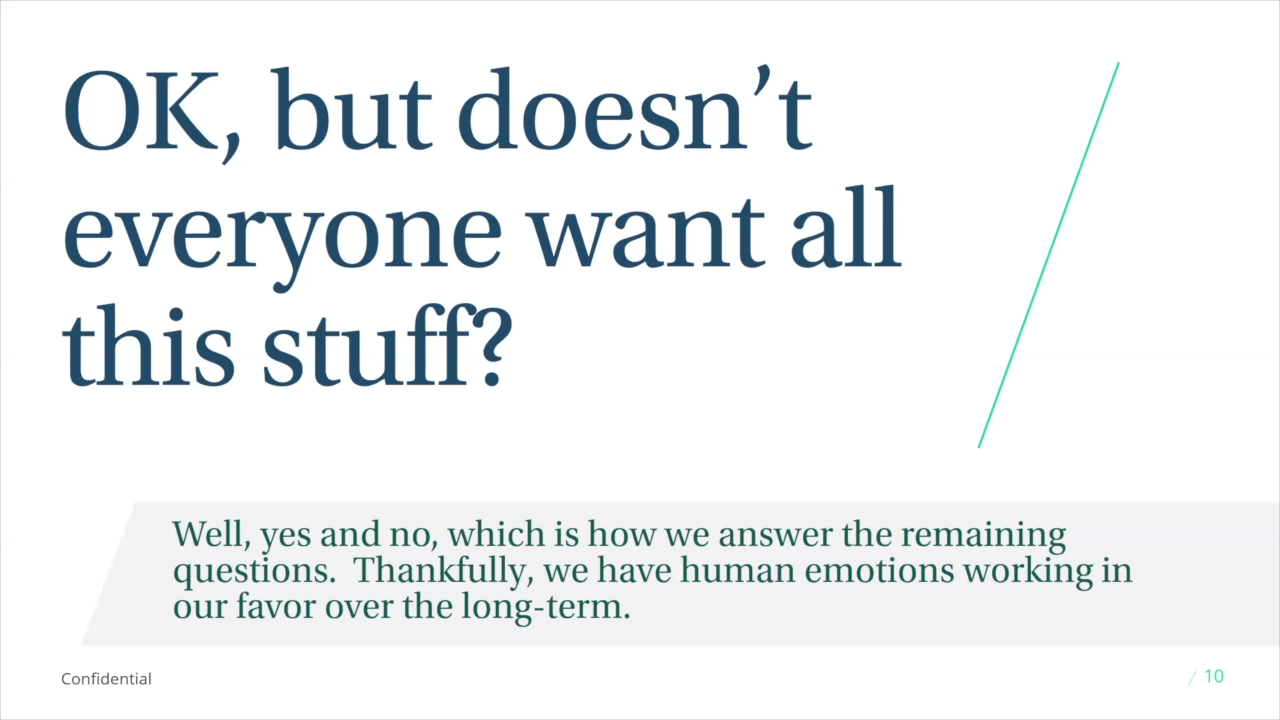 OK, but doesn’t
everyone want all
this stuff?
Well, yes and no, which is how we answer the remaining
questions.  Thankfully, we have human emotions working in
our favor over the long-term.
Confidential
/ 10